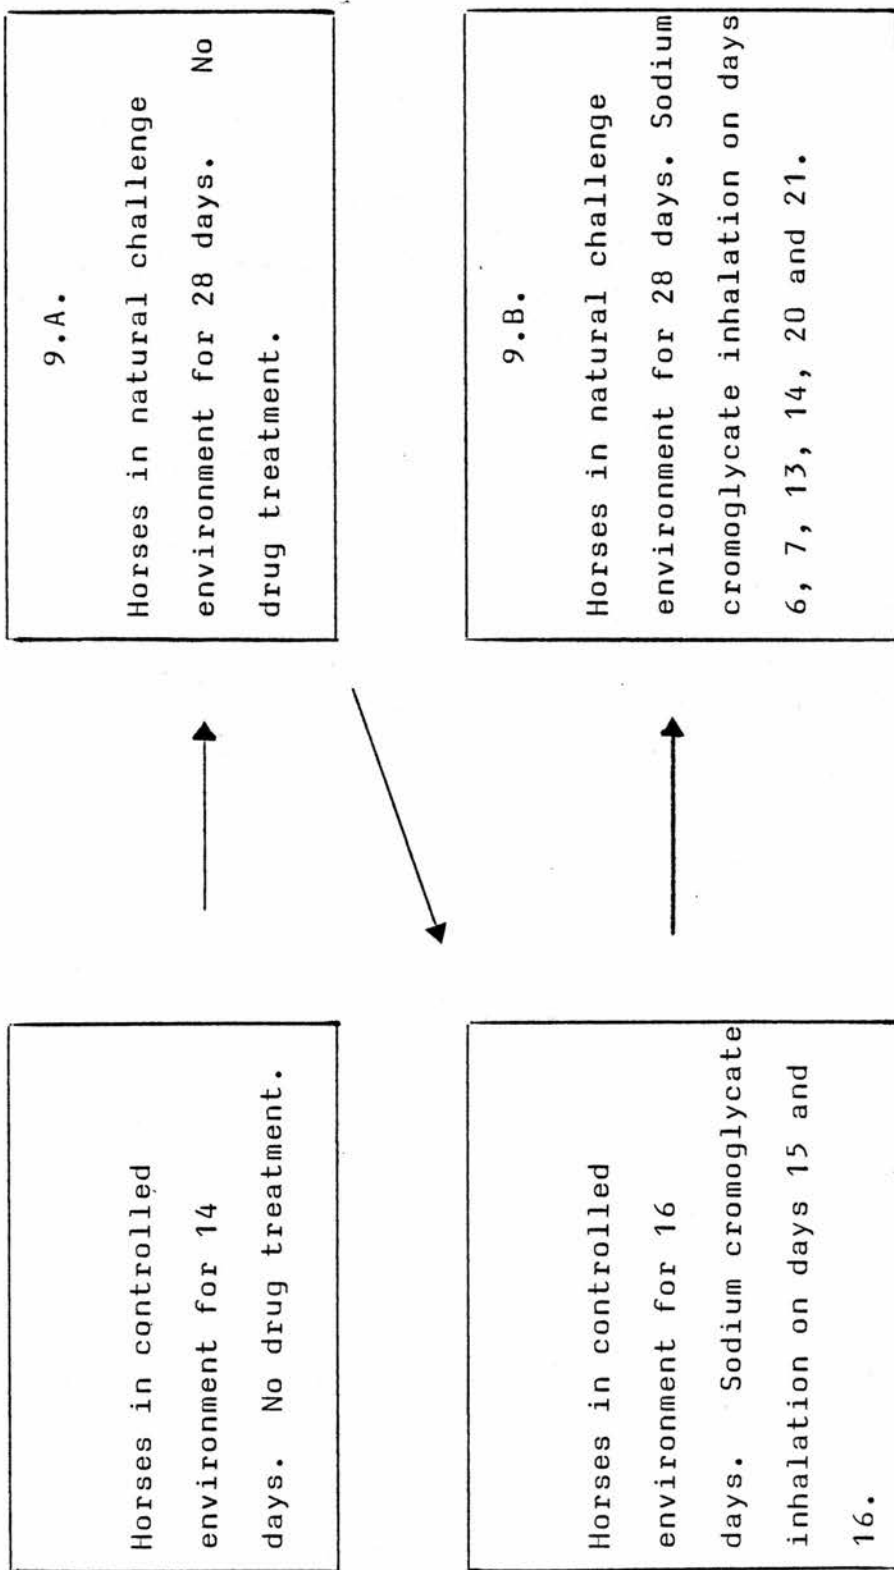 Horses in controlled
environment for 14
days. No drug treatment.
9.A.
Horses in natural challenge
environment for 28 days. No
drug treatment.
Horses in controlled
environment for 16
days. Sodium cromoglycate
inhalation on days 15 and
16.
9.B.
Horses in natural challenge
environment for 28 days. Sodium
cromoglycate inhalation on days
6, 7, 13, 14, 20 and 21.